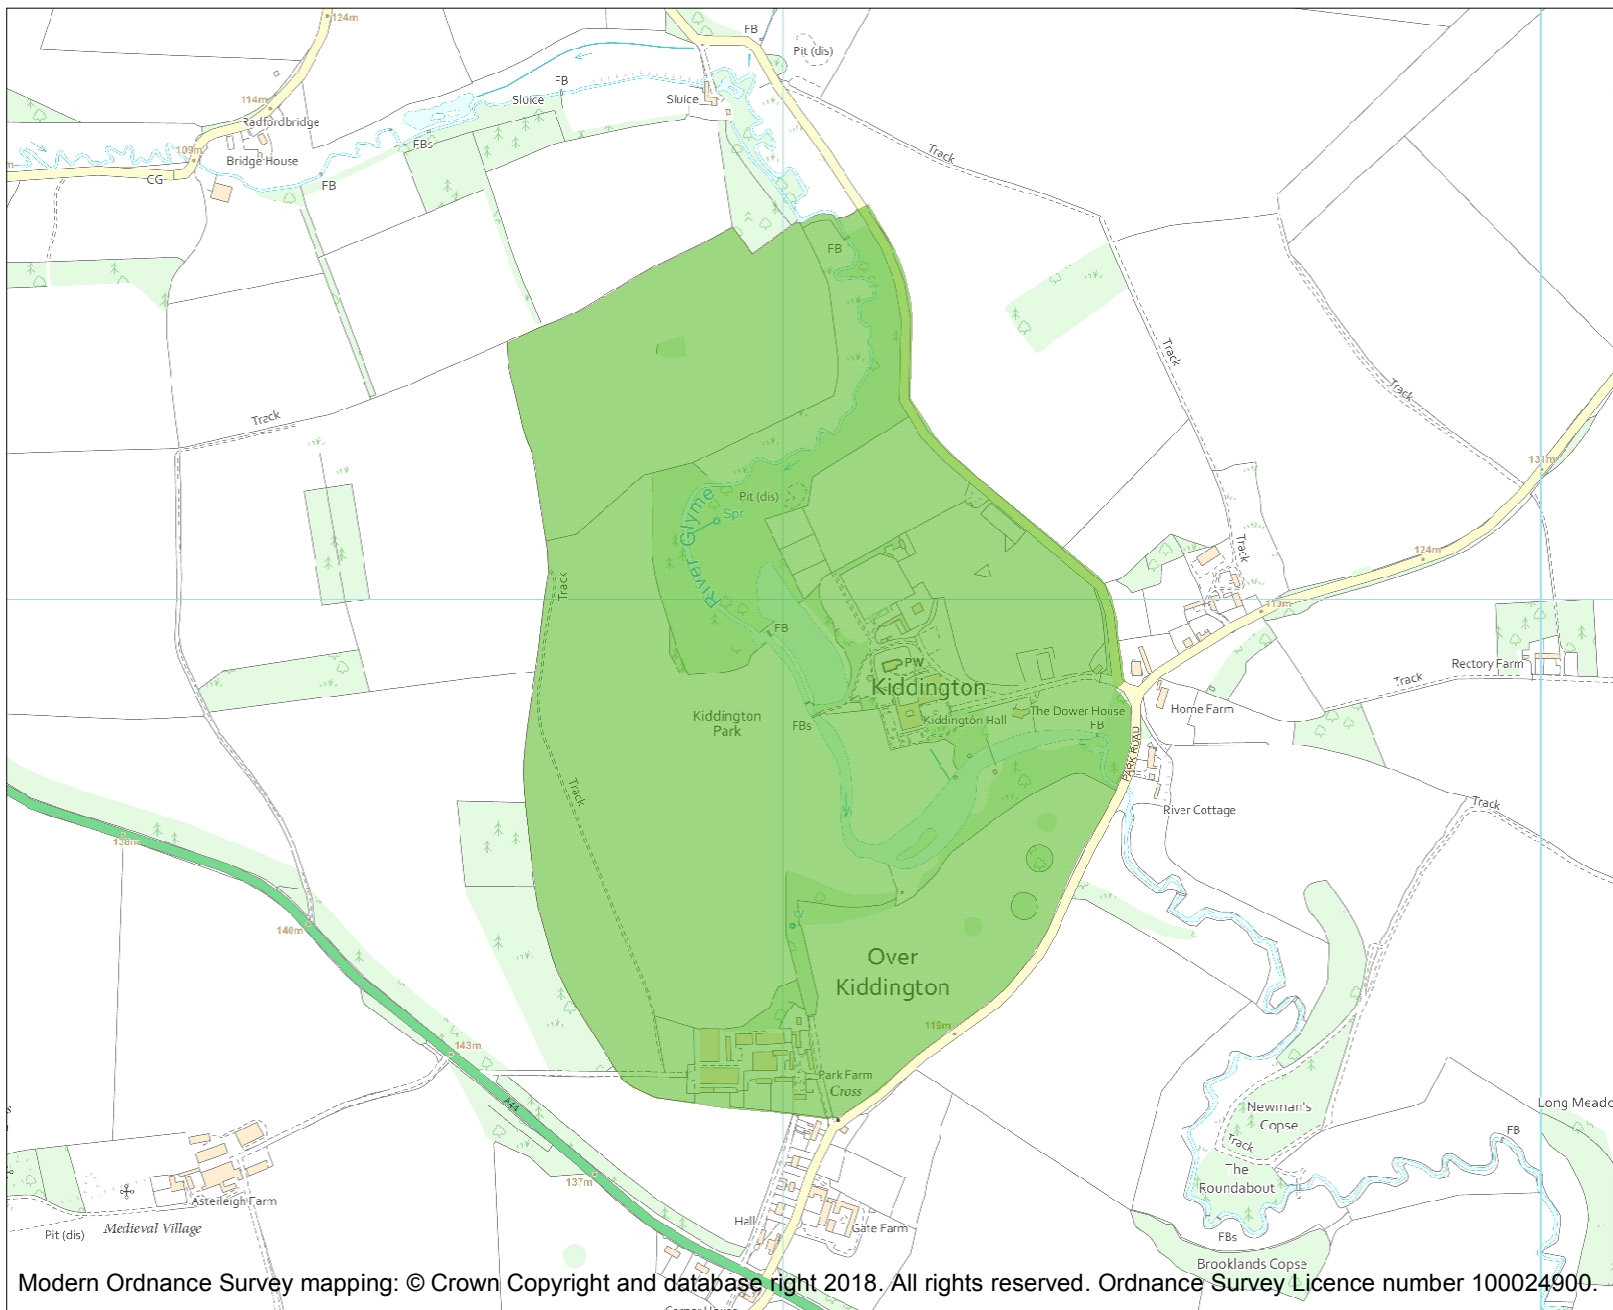 124m
FB
Pit (dis)
FB
Sluice
Sluice
114m
Radfordbridge
109m
Bridge House
FBs
CG
FB
Track
FB
Track
Track
Track
131m
Pit (dis)
Spr
River Glyme
Track
Track
124m
113m
FB
PW
Kiddington
Rectory Farm
Track
Kiddington
Park
FBs
Kiddington Hall
The Dower House
FB
Home Farm
PARK ROAD
Track
River Cottage
Track
138m
W
146m
Over
Kiddington
119m
143m
Park Farm
Cross
A44
Newman's
Copse
Long Meado
FB
Track
The
Roundabout
137m
Asterleigh Farm
Medieval Village
Pit (dis)
Hall
Gate Farm
FBs
Brooklands Copse
Modern Ordnance Survey mapping: © Crown Copyright and database right 2018. All rights reserved. Ordnance Survey Licence number 100024900.